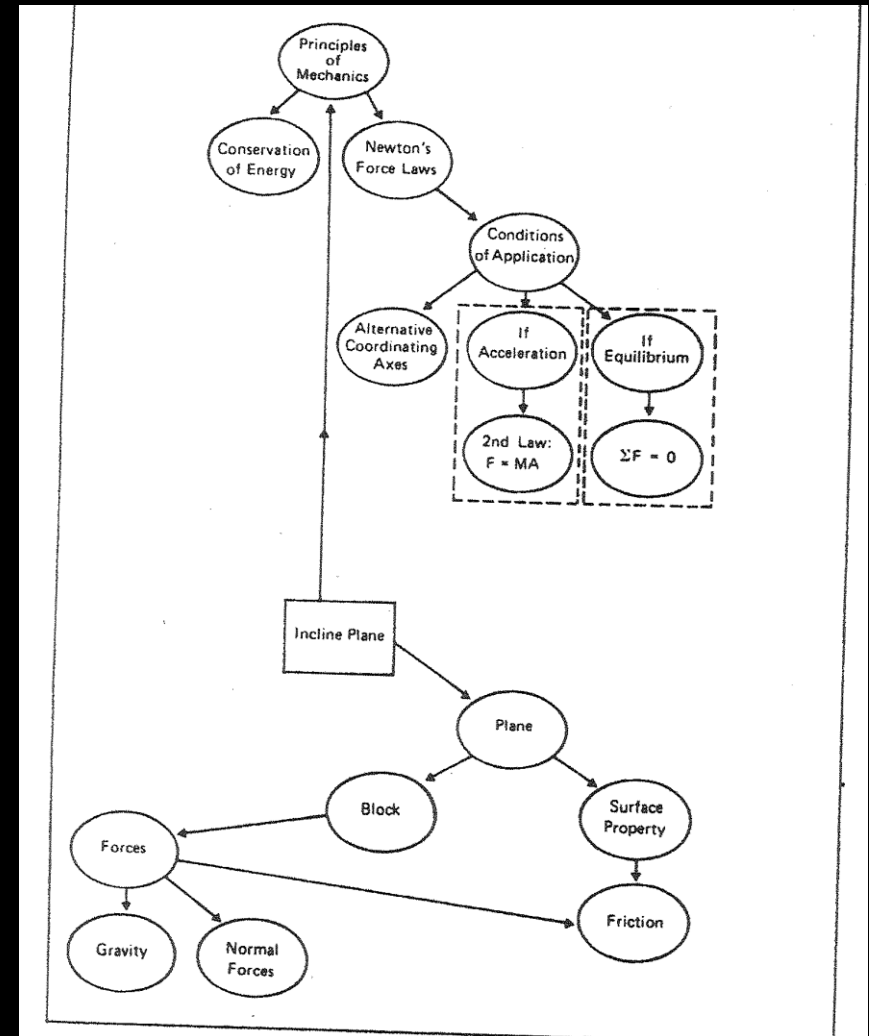 Principles
of
Mechanics
Conservation
of Energy
Newton's
Force Laws
Conditions
of Application
Alternative
Coordinating
Axes
If
Acceleration
If
Equilibrium
2nd Law:
F = MA
ΣF = 0
Incline Plane
Plane
Block
Surface
Property
Forces
Friction
Gravity
Normal
Forces